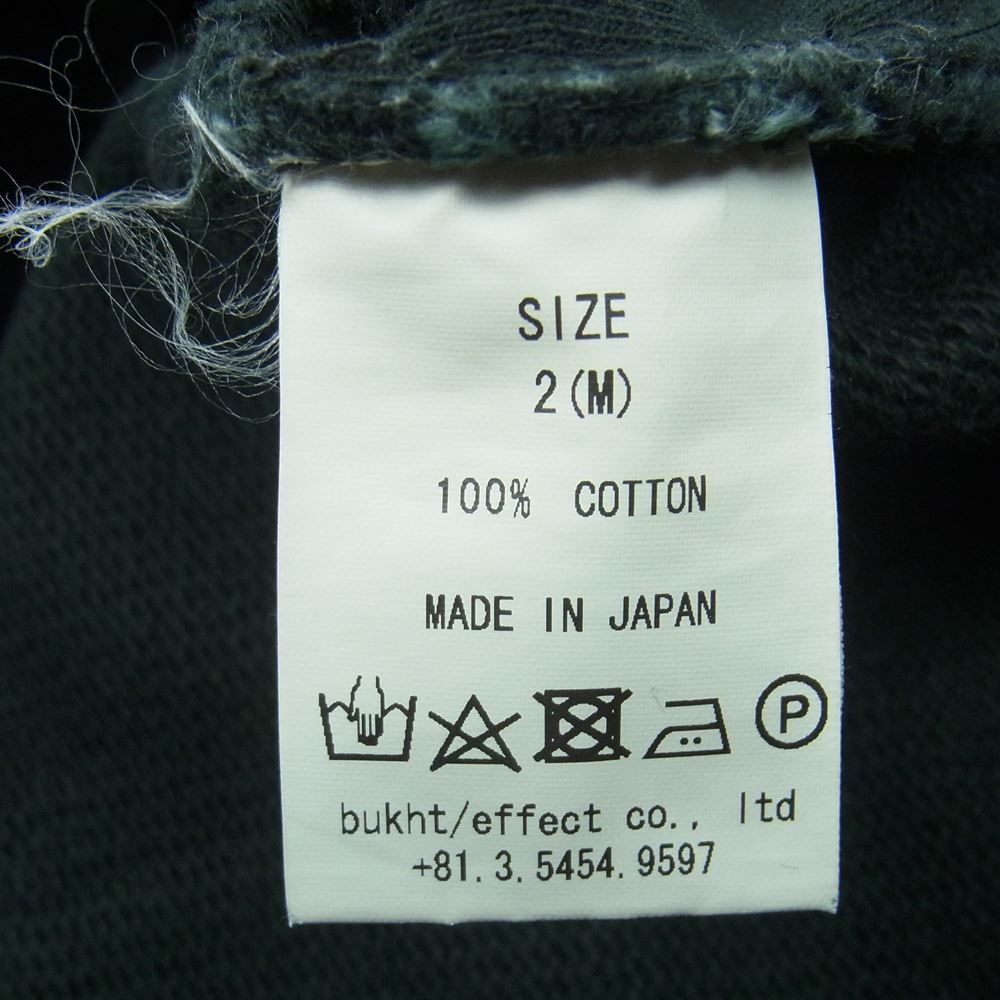 SIZE
2(M)
100% COTTON
MADE IN JAPAN
P
bukht/effect co., ltd
+81.3.5454.9597